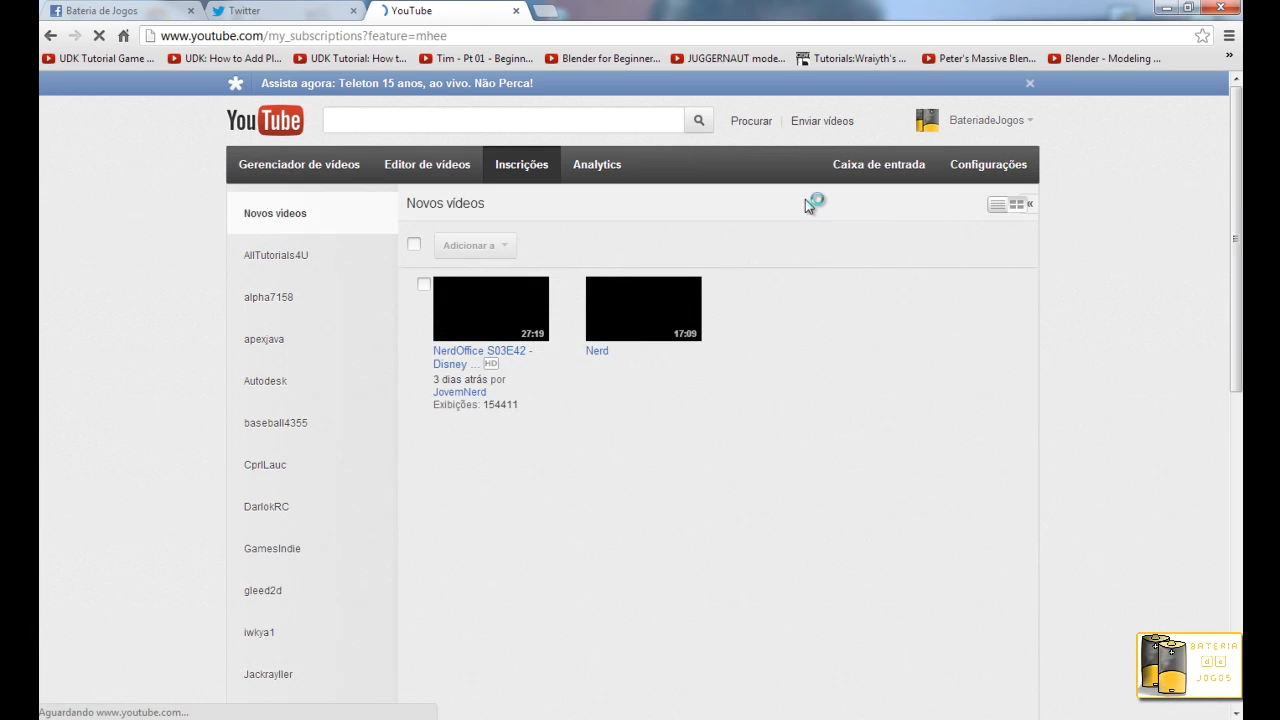 Bateria de Jogos
Twitter
YouTube
www.youtube.com/my_subscriptions?feature=mhee
UDK Tutorial Game ...
UDK: How to Add Pl...
UDK Tutorial: How t...
Tim - Pt 01 - Beginn...
Blender for Beginner...
JUGGERNAUT mode...
Tutorials:Wraiyth's ...
Peter's Massive Blen...
Blender - Modeling ...
Assista agora: Teleton 15 anos, ao vivo. Não Perca!
YouTube
Procurar
Enviar vídeos
BateriadeJogos
Gerenciador de vídeos
Editor de vídeos
Inscrições
Analytics
Caixa de entrada
Configurações
Novos vídeos
AllTutorials4U
alpha7158
apexjava
Autodesk
baseball4355
CprlLauc
DarlokRC
GamesIndie
gleed2d
iwkya1
Jackrayller
Novos vídeos
Adicionar a
27:19
NerdOffice S03E42 -
Disney ... HD
3 dias atrás por
JovemNerd
Exibições: 154411
17:09
Nerd
BATERIA
de
JOGOS
Aguardando www.youtube.com...